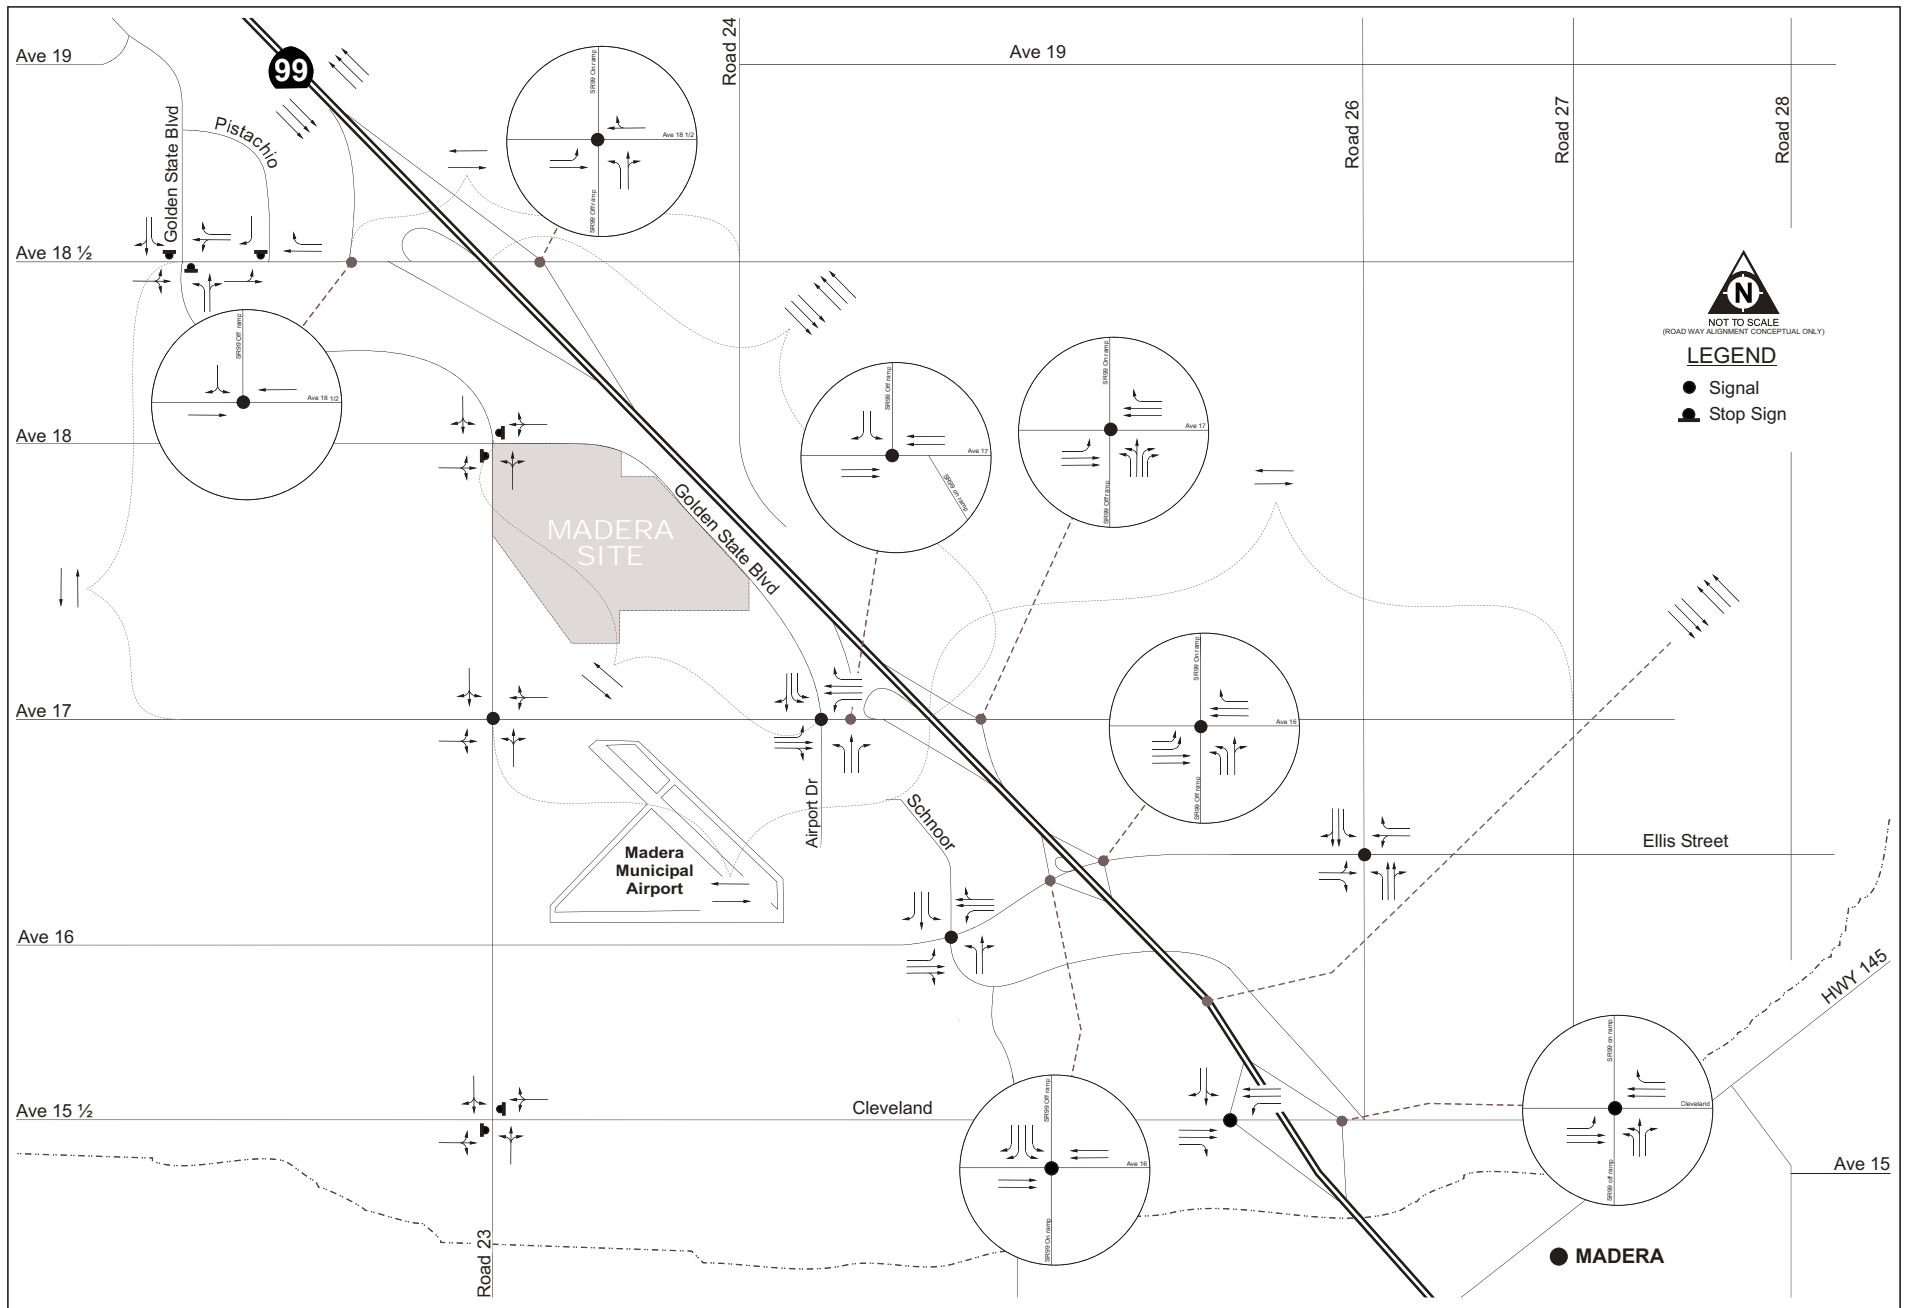 Ave 19
99
Golden State Blvd
Pistachio
SR99 On ramp
Ave 18 1/2
SR99 Off ramp
Road 24
Ave 19
Road 26
Road 27
Road 28
Ave 18 ½
N
NOT TO SCALE
(ROAD WAY ALIGNMENT CONCEPTUAL ONLY)
LEGEND
Signal
Stop Sign
SR99 Off ramp
Ave 18 1/2
SR99 Off ramp
Ave 17
SR99 on ramp
SR99 On ramp
Ave 17
SR99 Off ramp
Ave 18
MADERA
SITE
Golden State Blvd
SR99 On ramp
Ave 16
SR99 Off ramp
Ave 17
Airport Dr
Schnoor
Madera
Municipal
Airport
Ellis Street
Ave 16
HWY 145
Ave 15 ½
Cleveland
SR99 Off ramp
Ave 16
SR99 On ramp
SR99 on ramp
Cleveland
SR99 off ramp
Ave 15
Road 23
MADERA